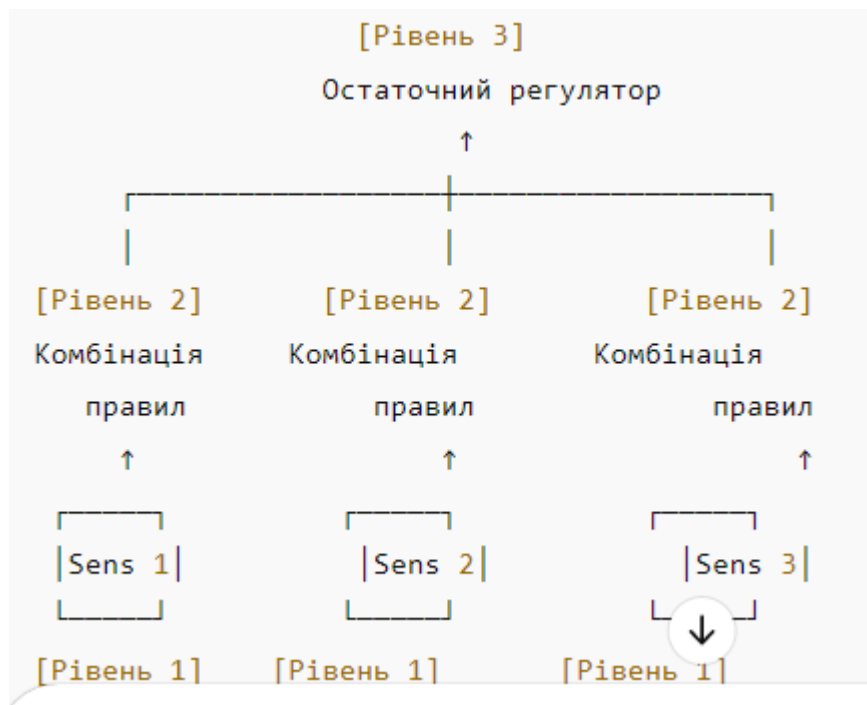 [Рівень 3]
Остаточний регулятор
↑
[Рівень 2] [Рівень 2] [Рівень 2]
Комбінація Комбінація Комбінація
правил правил правил
↑ ↑ ↑
Sens 1 Sens 2 Sens 3
[Рівень 1] [Рівень 1] [Рівень 1]